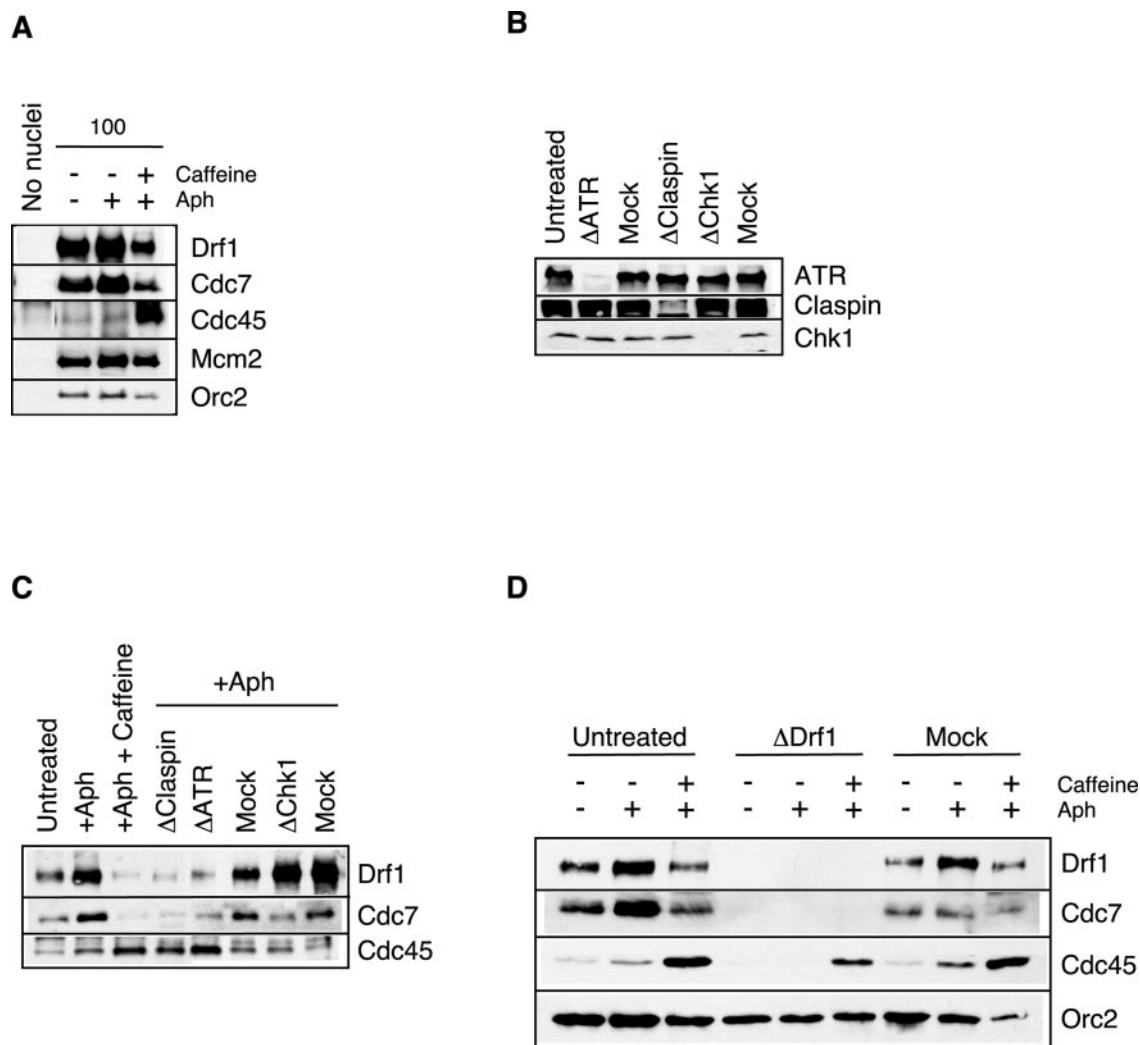 A
No nuclei
100
- - + Caffeine
- + + Aph
Drf1
Cdc7
Cdc45
Mcm2
Orc2
B
Untreated
ΔATR
Mock
ΔClaspin
ΔChk1
Mock
ATR
Claspin
Chk1
C
+Aph
Untreated
+Aph
+Aph + Caffeine
ΔClaspin
ΔATR
Mock
ΔChk1
Mock
Drf1
Cdc7
Cdc45
D
Untreated ΔDrf1 Mock
- - + - - + - - + Caffeine
- + + - + + - + + Aph
Drf1
Cdc7
Cdc45
Orc2